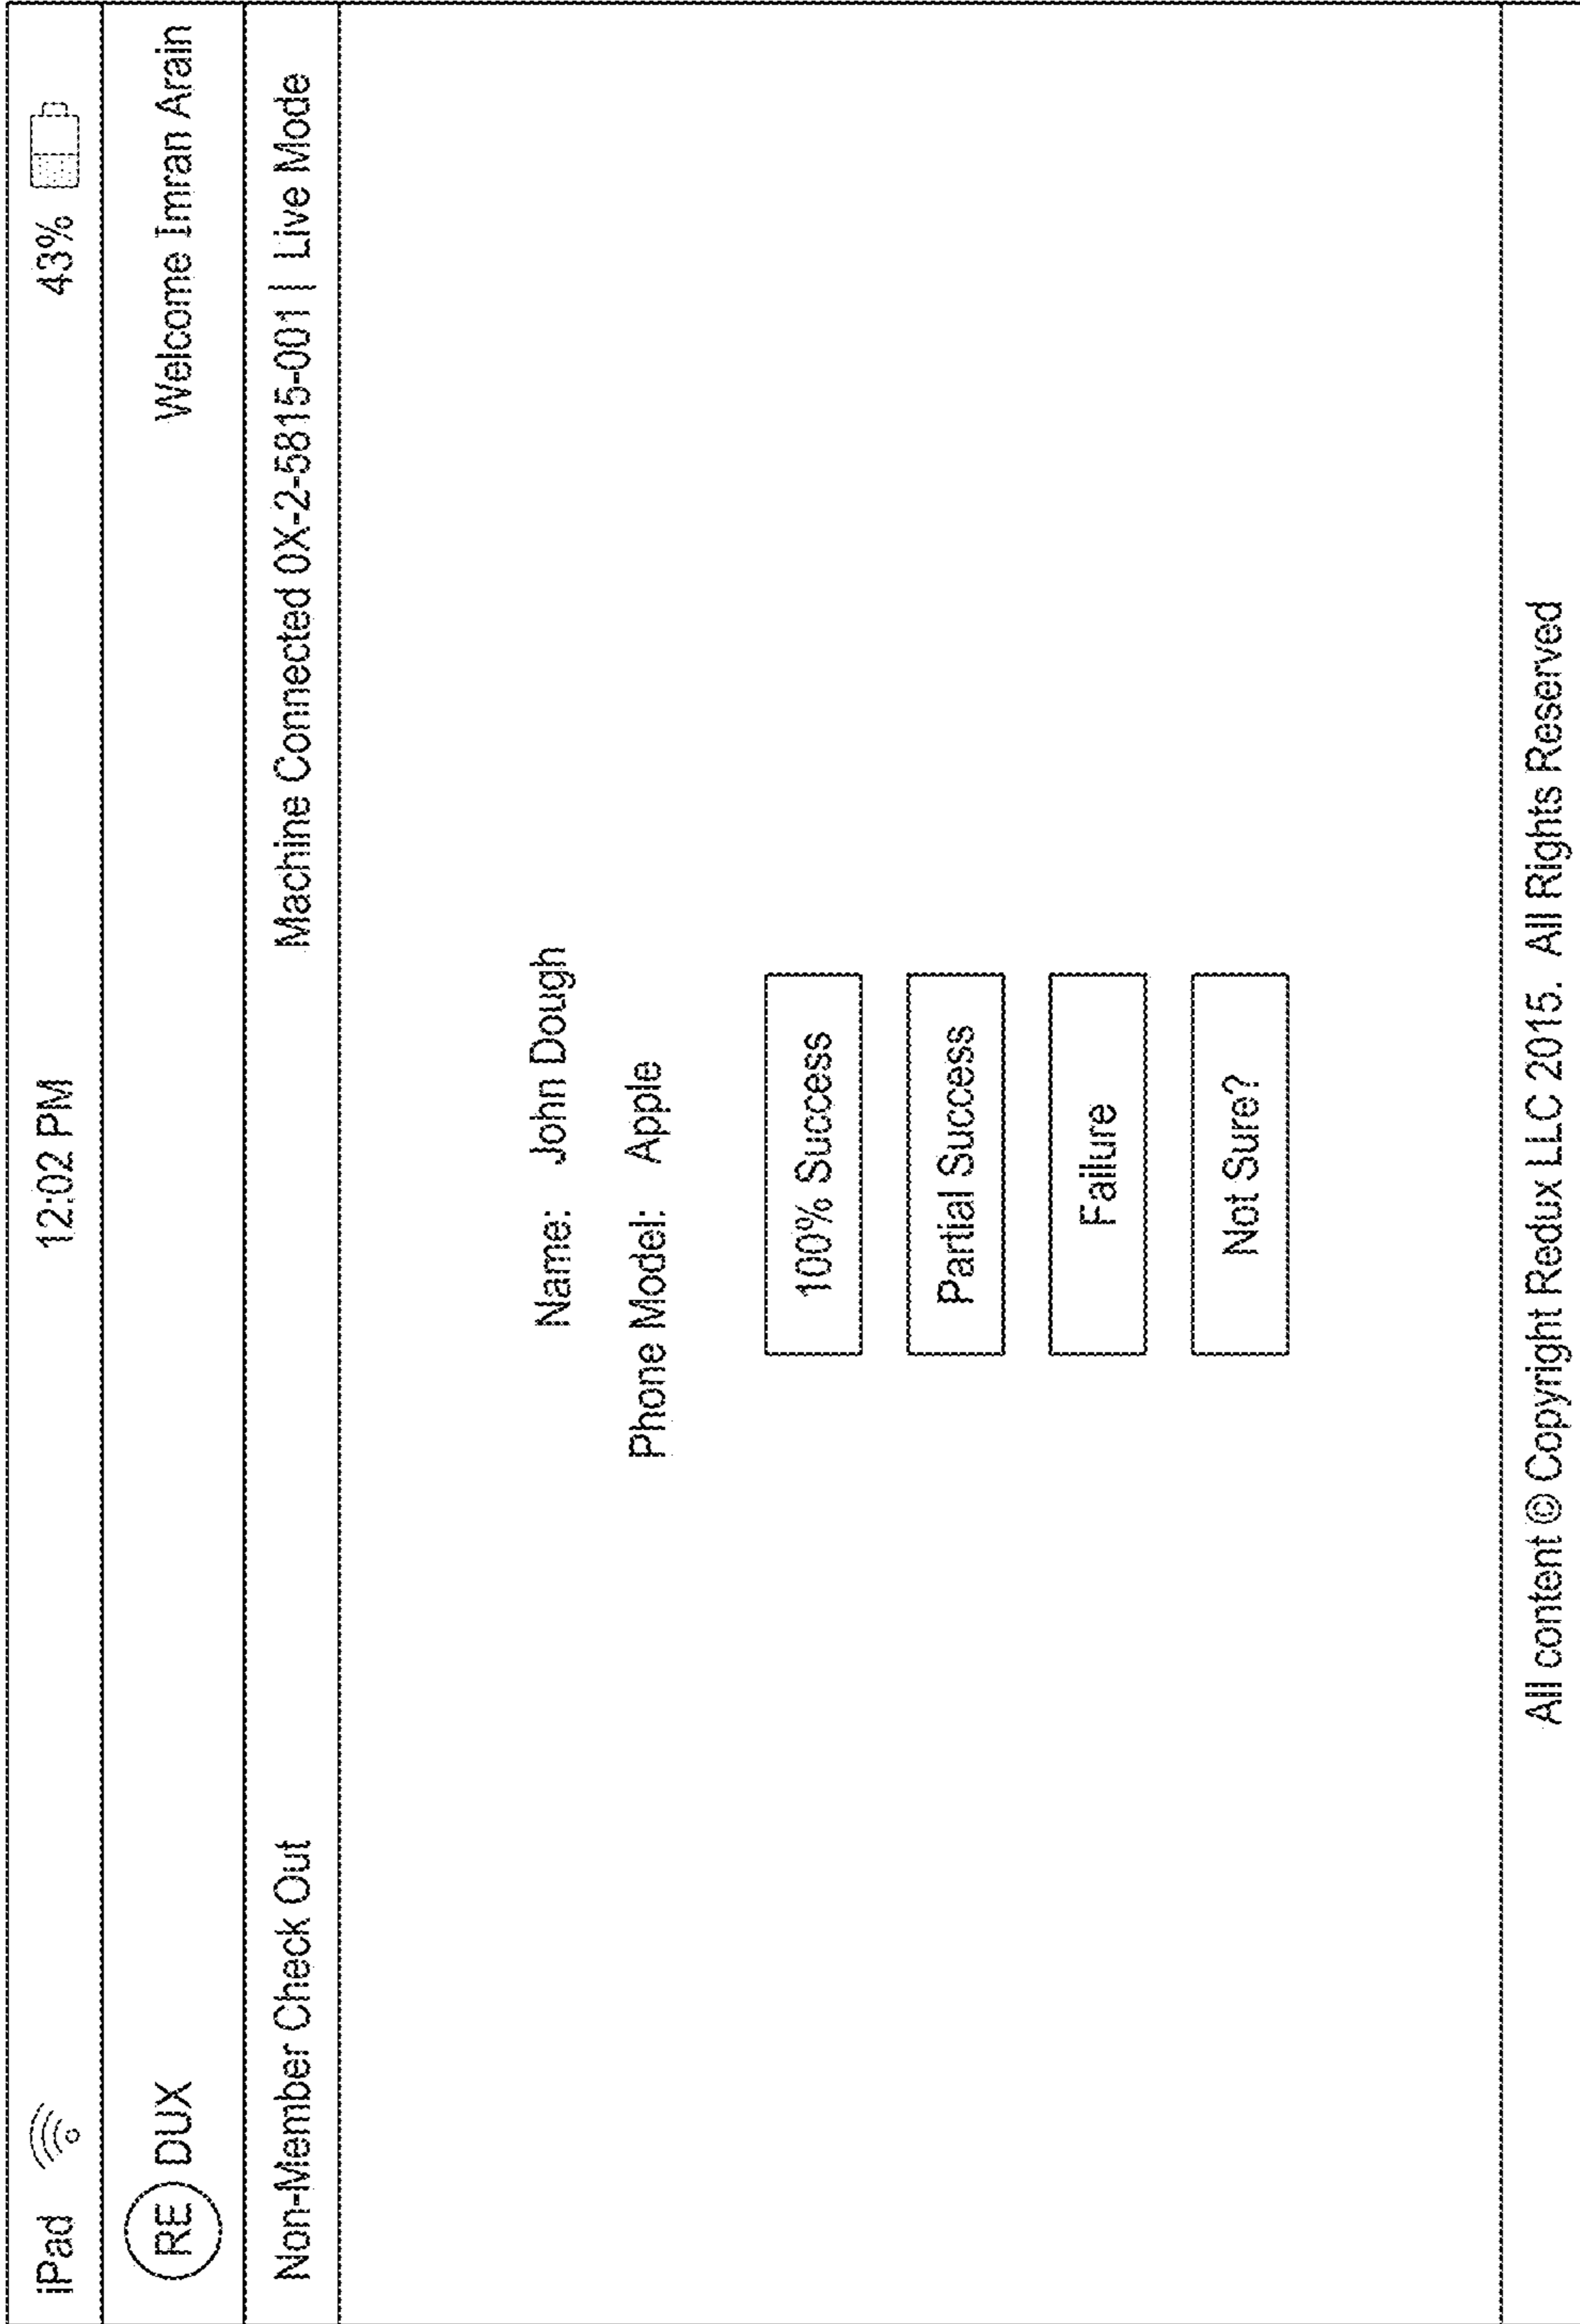 iPad 12:02 PM 43%
RE DUX Welcome Imran Arain
Non-Member Check Out Machine Connected 0X-2-5815-001 | Live Mode
Name: John Dough
Phone Model: Apple
100% Success
Partial Success
Failure
Not Sure?
All content © Copyright Redux LLC 2015. All Rights Reserved